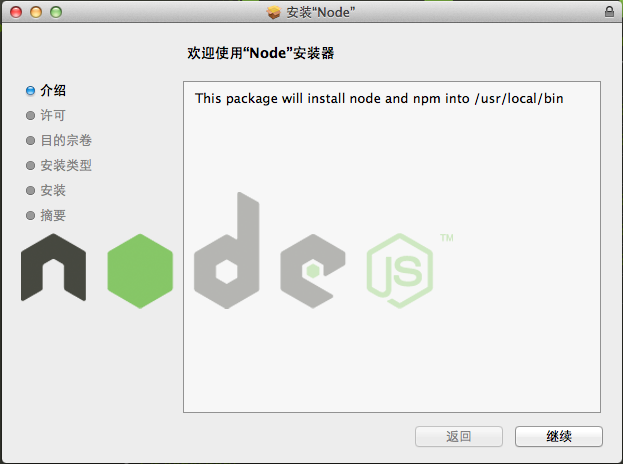 安装“Node”
欢迎使用“Node”安装器
介绍
许可
目的宗卷
安装类型
安装
摘要
This package will install node and npm into /usr/local/bin
node
JS
TM
返回
继续